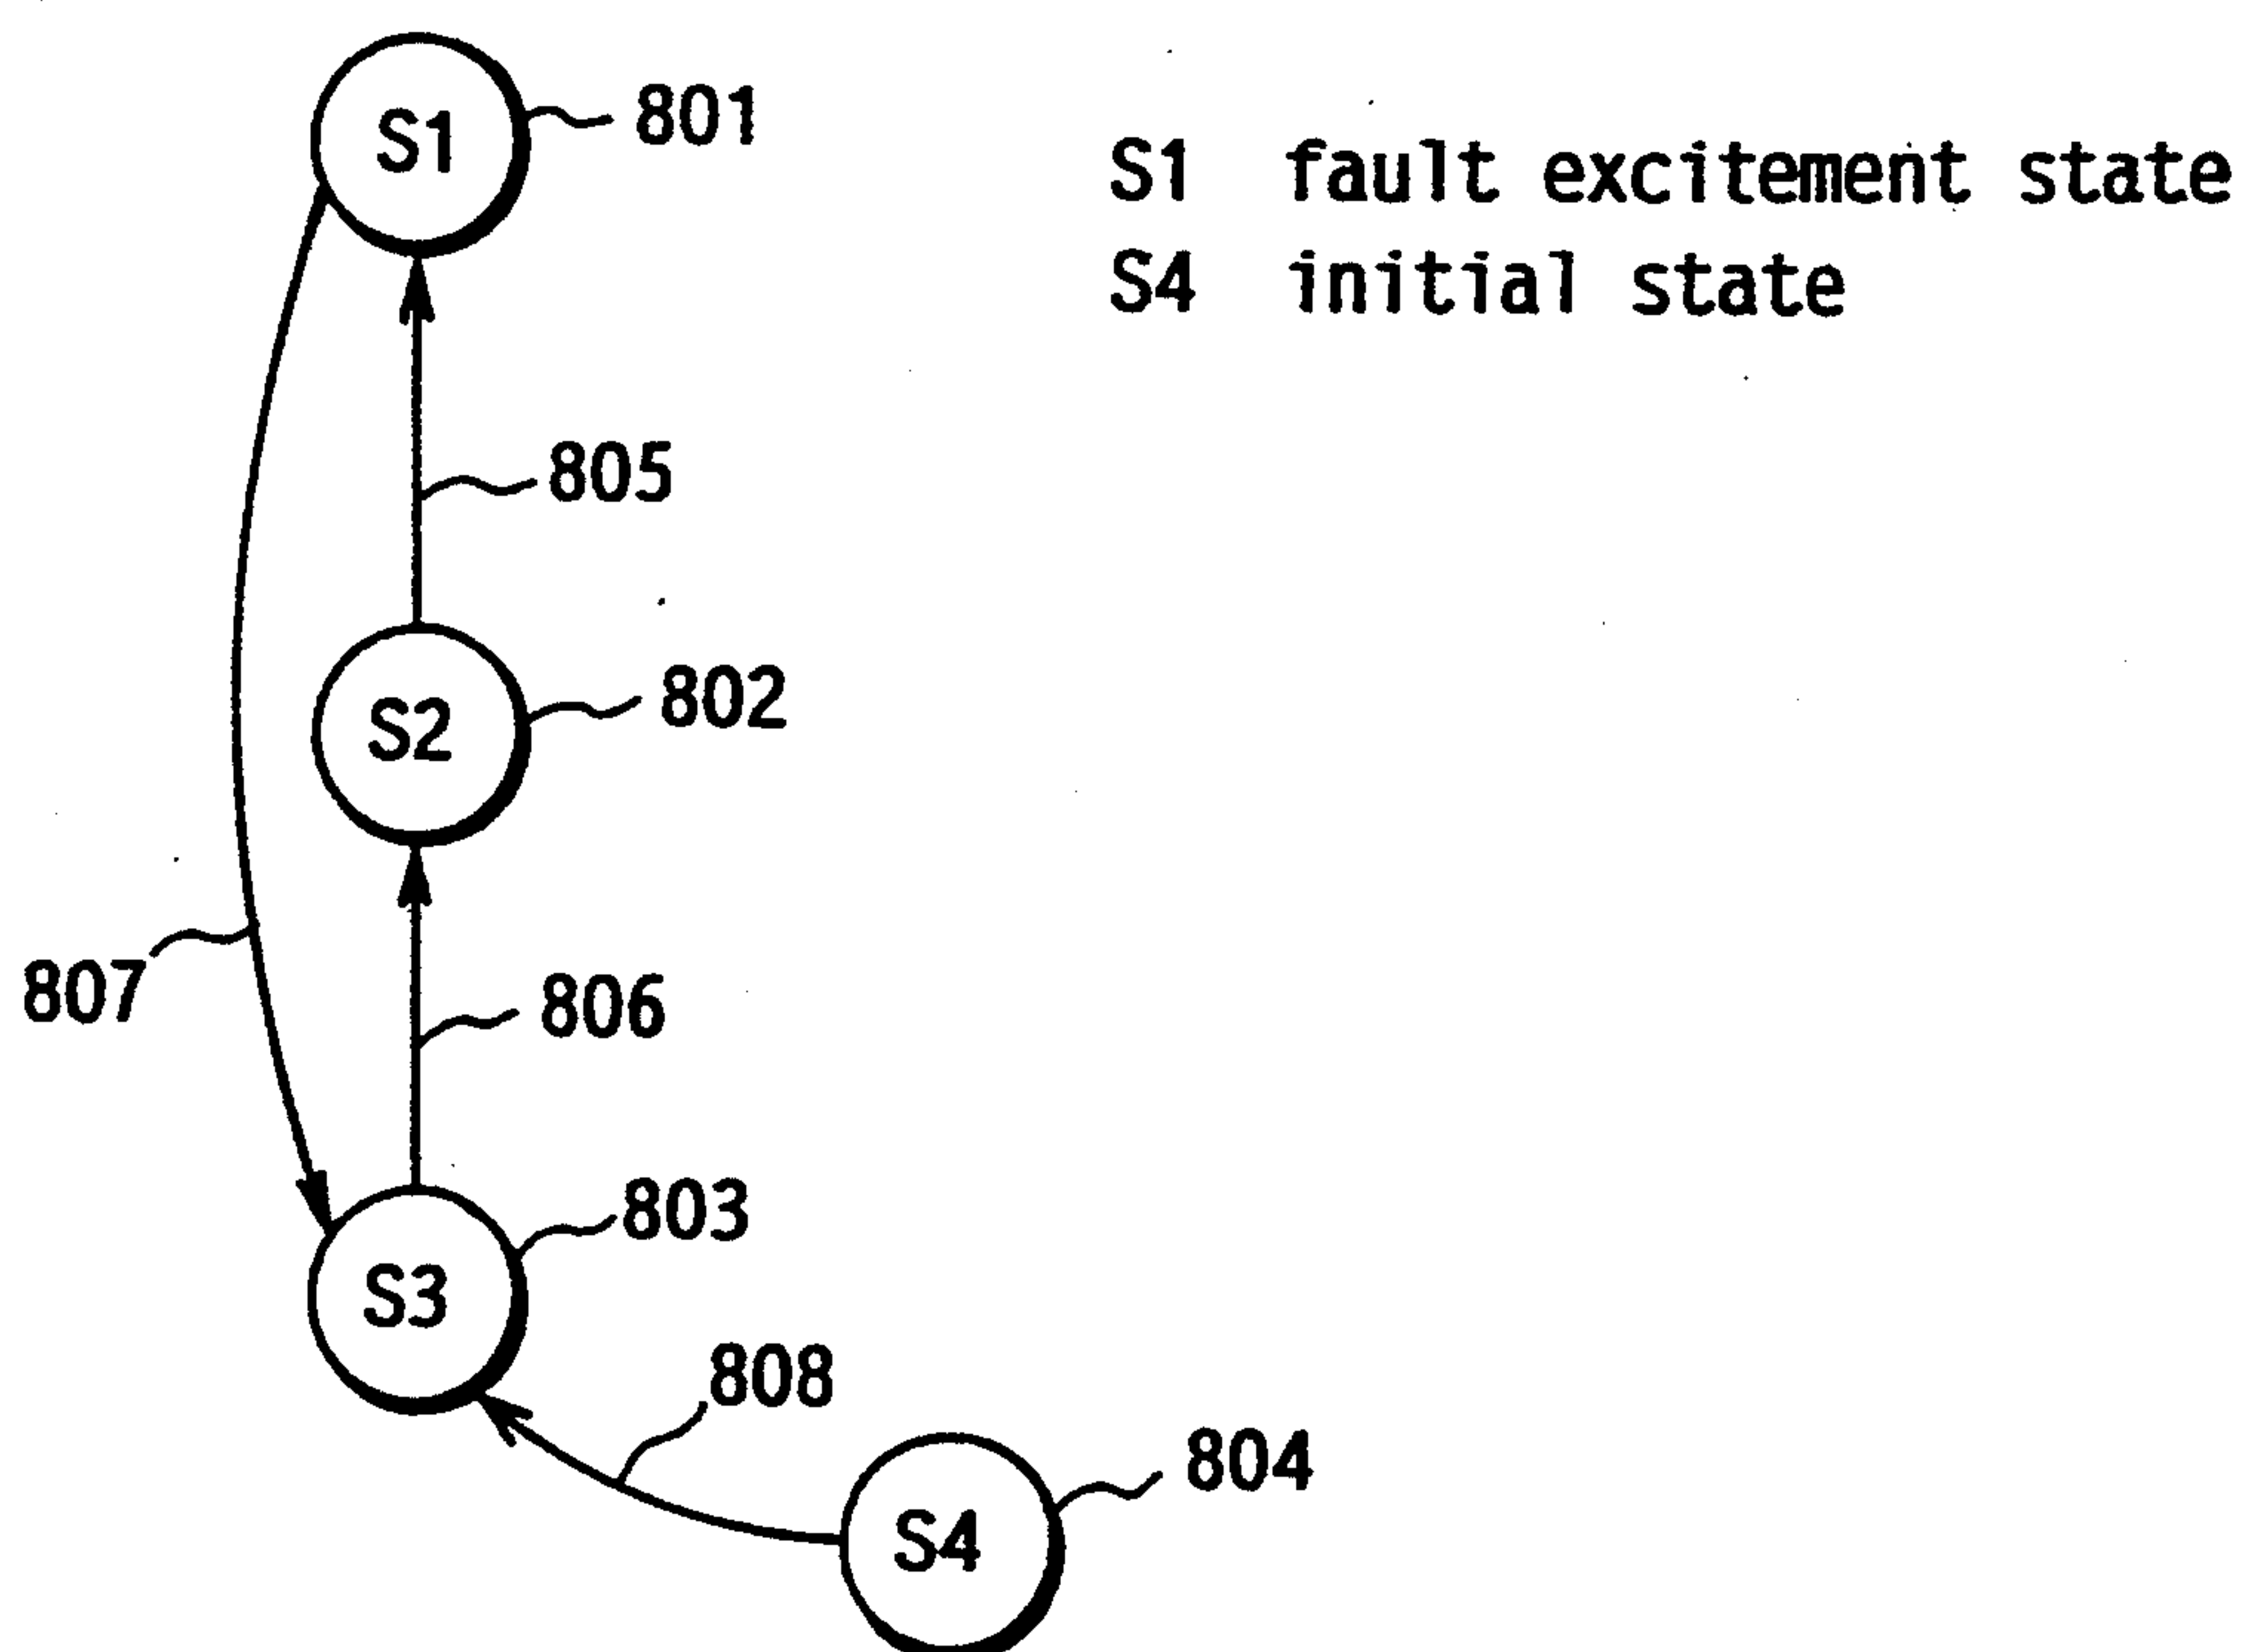 S1
801
S1 fault excitement state
S4 initial state
805
S2
802
807
806
803
S3
808
804
S4